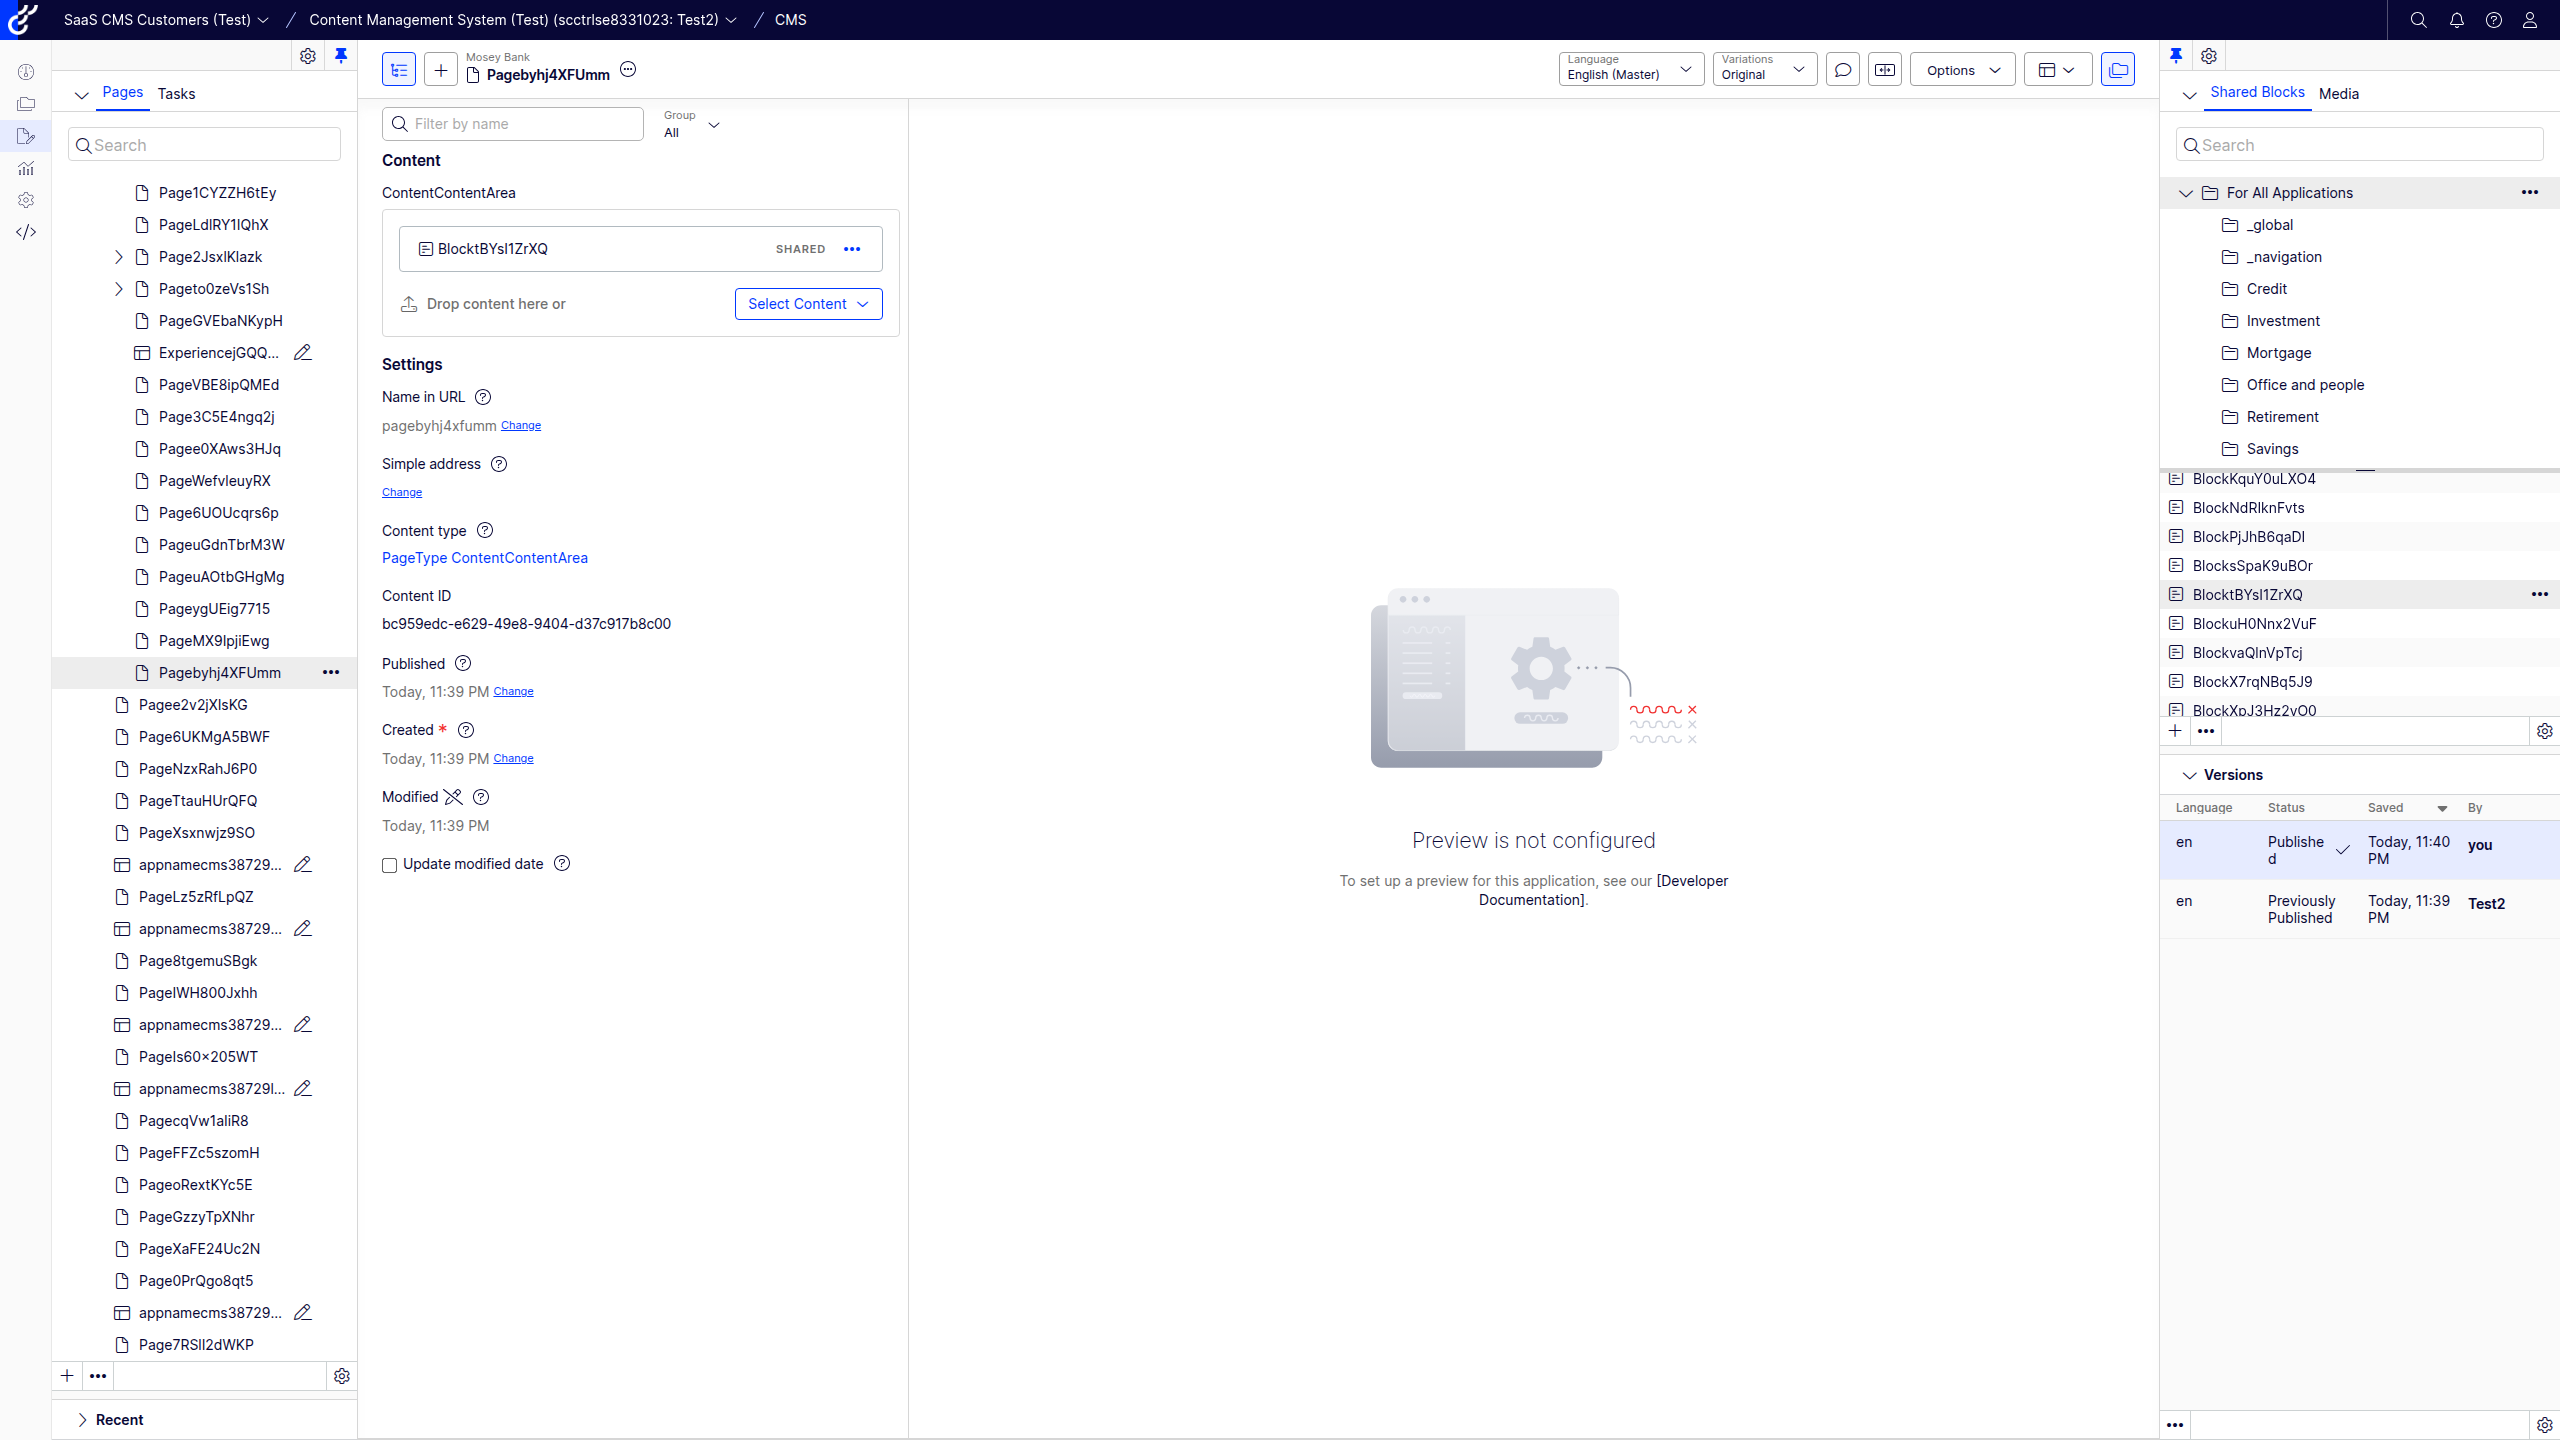 SaaS CMS Customers (Test) / Content Management System (Test) (scctrlse8331023: Test2) / CMS
Pages Tasks
Search
Page1CYZZH6tEy
PageLdlRY1lQhX
Page2JsxlKlazk
Pageto0zeVs1Sh
PageGVEbaNKypH
ExperiencejGQQ...
PageVBE8ipQMEd
Page3C5E4ngq2j
Pagee0XAws3HJq
PageWefvleuyRX
Page6UOUcqrs6p
PageuGdnTbrM3W
PageuAOtbGHgMg
PageygUEig7715
PageMX9lpjiEwg
Pagebyhj4XFUmm
Pagee2v2jXlsKG
Page6UKMgA5BWF
PageNzxRahJ6P0
PageTtauHUrQFQ
PageXsxnwjz9SO
appnamecms38729...
PageLz5zRfLpQZ
appnamecms38729...
Page8tgemuSBgk
PageIWH800Jxhh
appnamecms38729...
PageIs60×205WT
appnamecms38729l...
PagecqVw1aIiR8
PageFFZc5szomH
PageoRextKYc5E
PageGzzyTpXNhr
PageXaFE24Uc2N
Page0PrQgo8qt5
appnamecms38729...
Page7RSlI2dWKP
Recent
Mosey Bank
Pagebyhj4XFUmm
Language
English (Master)
Variations
Original
Options
Filter by name
Group
All
Content
ContentContentArea
BlocktBYsI1ZrXQ SHARED
Drop content here or Select Content
Settings
Name in URL
pagebyhj4xfumm Change
Simple address
Change
Content type
PageType ContentContentArea
Content ID
bc959edc-e629-49e8-9404-d37c917b8c00
Published
Today, 11:39 PM Change
Created *
Today, 11:39 PM Change
Modified
Today, 11:39 PM
Update modified date
Preview is not configured
To set up a preview for this application, see our [Developer
Documentation].
Shared Blocks Media
Search
For All Applications
_global
_navigation
Credit
Investment
Mortgage
Office and people
Retirement
Savings
BlockKquY0uLXO4
BlockNdRlknFvts
BlockPjJhB6qaDl
BlocksSpaK9uBOr
BlocktBYsI1ZrXQ
BlockuH0Nnx2VuF
BlockvaQlnVpTcj
BlockX7rqNBq5J9
BlockXpJ3Hz2vO0
Versions
Language Status Saved By
en Publishe
d Today, 11:40
PM you
en Previously
Published Today, 11:39
PM Test2